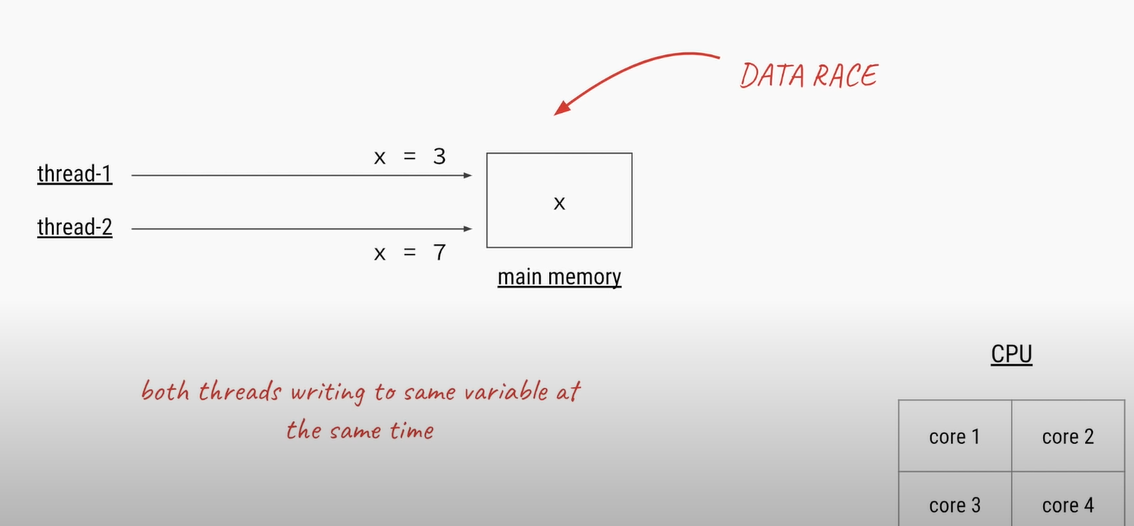 DATA RACE
x = 3
thread-1
x
thread-2
x = 7
main memory
CPU
both threads writing to same variable at
the same time
core 1 core 2
core 3 core 4